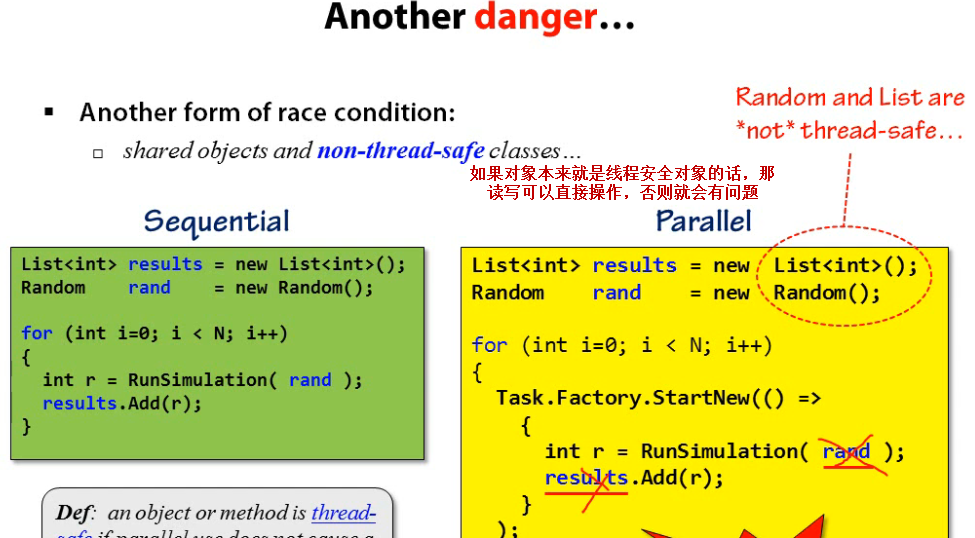 Another danger...
▪ Another form of race condition:
□ shared objects and non-thread-safe classes…
Random and List are
*not* thread-safe...
如果对象本来就是线程安全对象的话，那
读写可以直接操作，否则就会有问题
Sequential
List<int> results = new List<int>();
Random    rand    = new Random();
for (int i=0; i < N; i++)
{
  int r = RunSimulation( rand );
  results.Add(r);
}
Def: an object or method is thread-
safe if parallel use does not cause a
Parallel
List<int> results = new  List<int>();
Random    rand    = new  Random();
for (int i=0; i < N; i++)
{
  Task.Factory.StartNew(() =>
    {
      int r = RunSimulation( rand );
      results.Add(r);
    }
  );